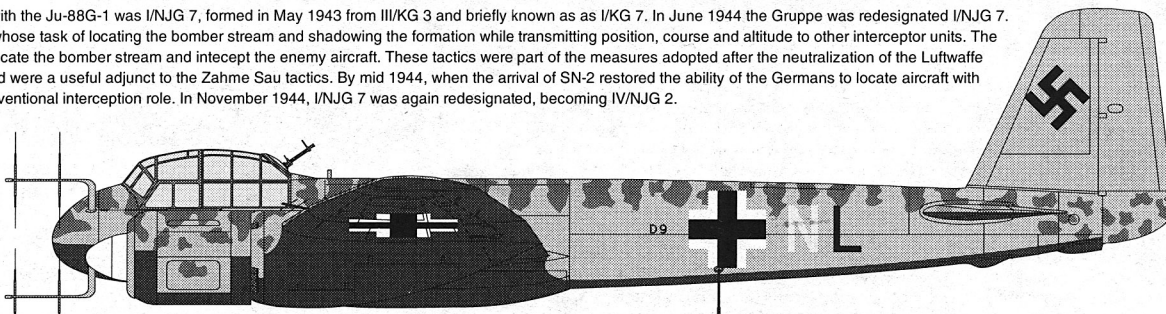 ith the Ju-88G-1 was I/NJG 7, formed in May 1943 from III/KG 3 and briefly known as as I/KG 7. In June 1944 the Gruppe was redesignated I/NJG 7.
whose task of locating the bomber stream and shadowing the formation while transmitting position, course and altitude to other interceptor units. The
cate the bomber stream and intecept the enemy aircraft. These tactics were part of the measures adopted after the neutralization of the Luftwaffe
d were a useful adjunct to the Zahme Sau tactics. By mid 1944, when the arrival of SN-2 restored the ability of the Germans to locate aircraft with
ventional interception role. In November 1944, I/NJG 7 was again redesignated, becoming IV/NJG 2.
D9 N L